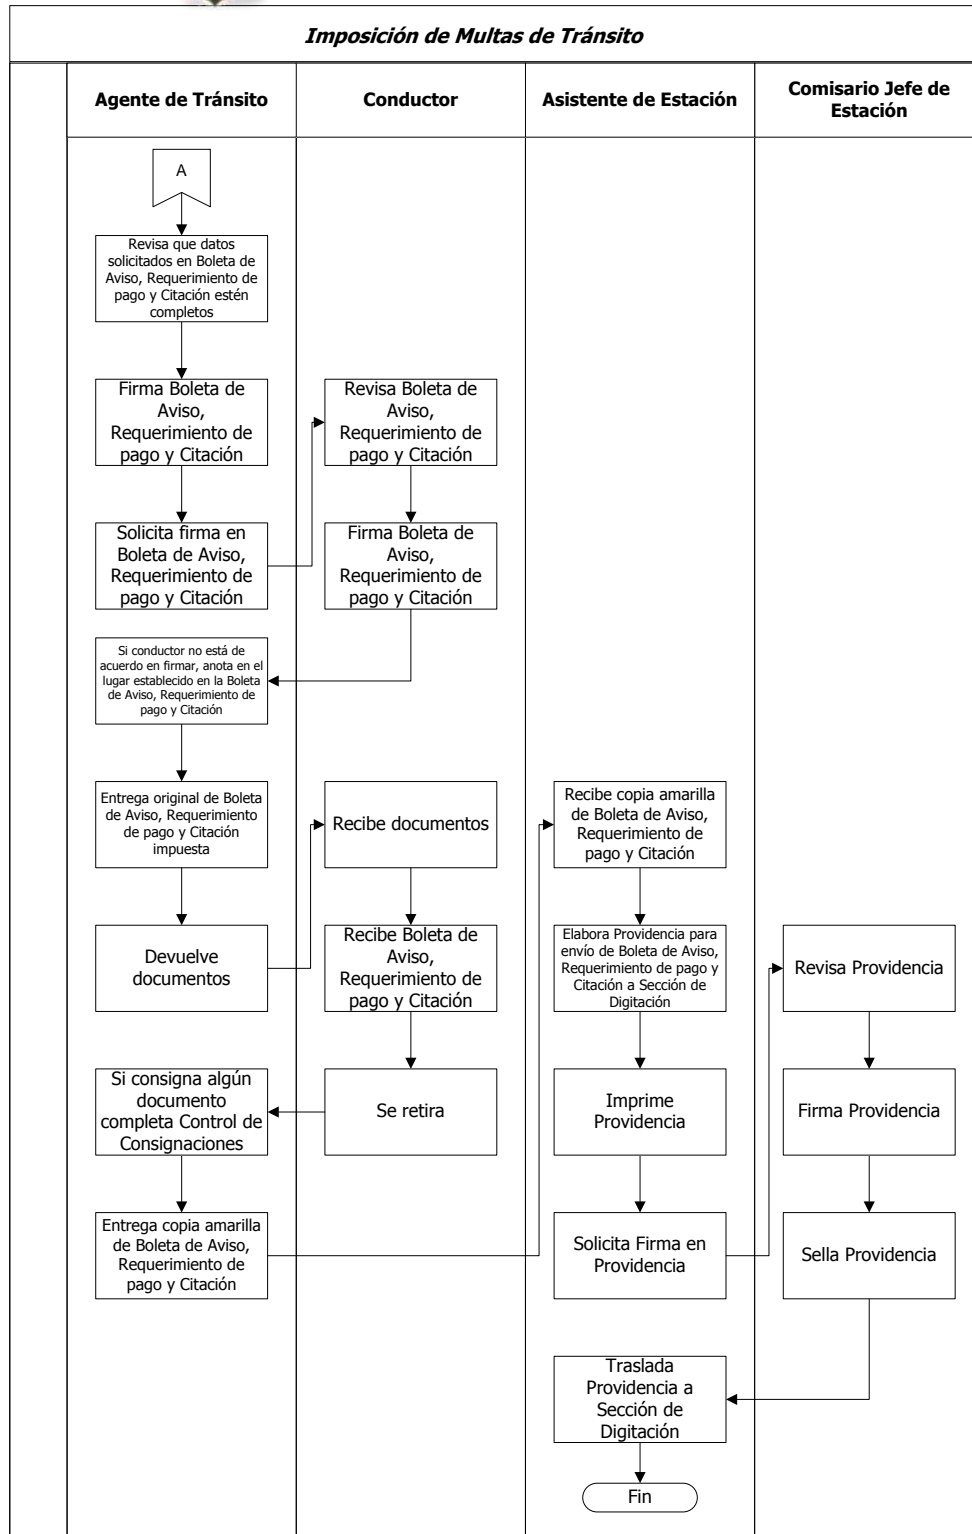 Imposición de Multas de Tránsito
Agente de Tránsito
Conductor
Asistente de Estación
Comisario Jefe de
Estación
A
Revisa que datos
solicitados en Boleta de
Aviso, Requerimiento de
pago y Citación estén
completos
Firma Boleta de
Aviso,
Requerimiento de
pago y Citación
Revisa Boleta de
Aviso,
Requerimiento de
pago y Citación
Solicita firma en
Boleta de Aviso,
Requerimiento de
pago y Citación
Firma Boleta de
Aviso,
Requerimiento de
pago y Citación
Si conductor no está de
acuerdo en firmar, anota en el
lugar establecido en la Boleta
de Aviso, Requerimiento de
pago y Citación
Entrega original de Boleta
de Aviso, Requerimiento
de pago y Citación
impuesta
Recibe documentos
Recibe copia amarilla
de Boleta de Aviso,
Requerimiento de
pago y Citación
Devuelve
documentos
Recibe Boleta de
Aviso,
Requerimiento de
pago y Citación
Elabora Providencia para
envío de Boleta de Aviso,
Requerimiento de pago y
Citación a Sección de
Digitación
Revisa Providencia
Si consigna algún
documento
completa Control de
Consignaciones
Se retira
Imprime
Providencia
Firma Providencia
Entrega copia amarilla
de Boleta de Aviso,
Requerimiento de
pago y Citación
Solicita Firma en
Providencia
Sella Providencia
Traslada
Providencia a
Sección de
Digitación
Fin